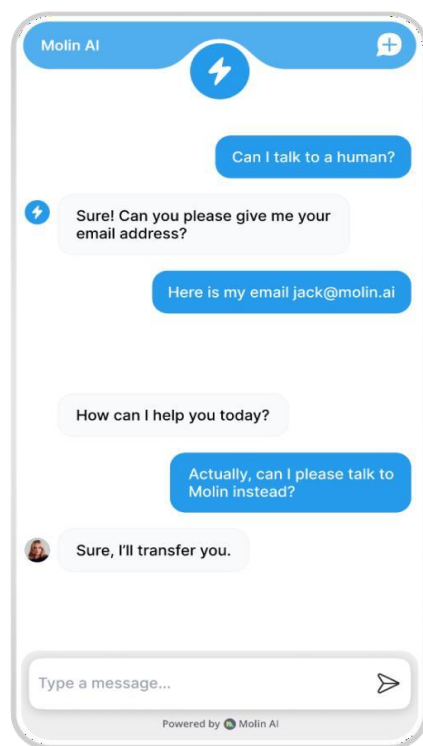 Molin AI
Can I talk to a human?
Sure! Can you please give me your
email address?
Here is my email jack@molin.ai
How can I help you today?
Actually, can I please talk to
Molin instead?
Sure, I'll transfer you.
Type a message...
Powered by Molin AI